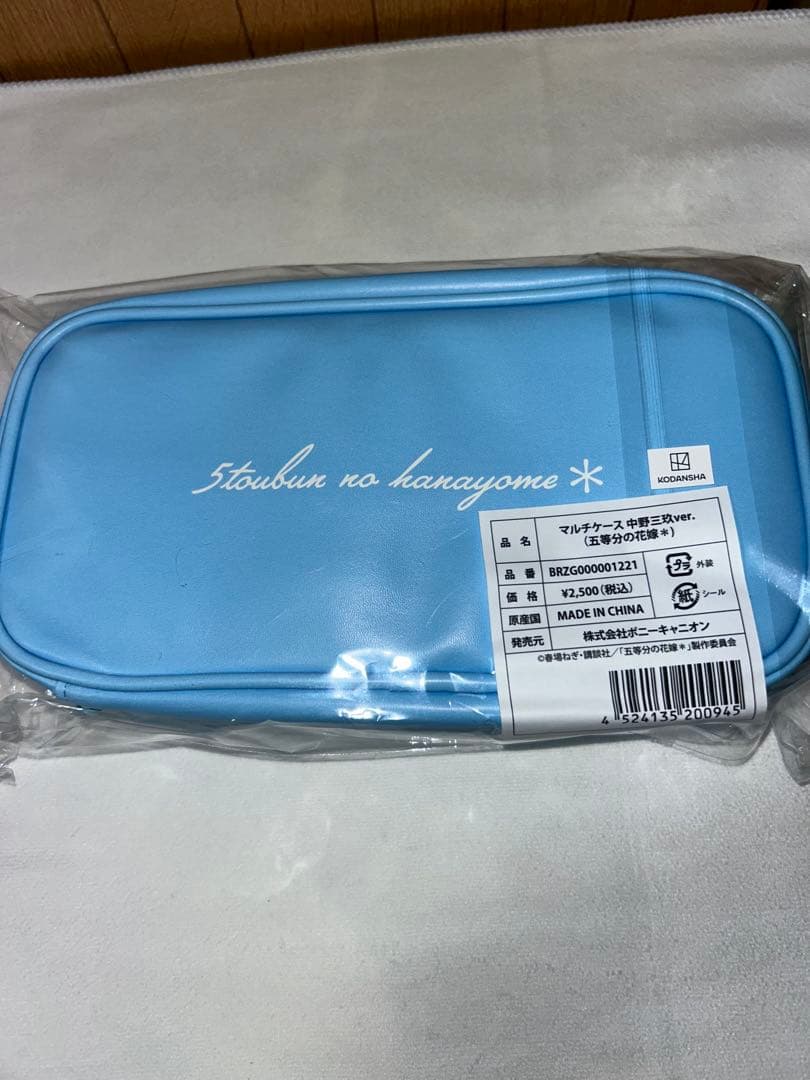 5toubun no hanayome*
KODANSHA
品 名 マルチケース 中野三玖ver.
(五等分の花嫁*)
品 番 BRZG000001221
価 格 ¥2,500(税込)
原産国 MADE IN CHINA
発売元 株式会社ポニーキャニオン
プラ 外装
紙 シール
©春場ねぎ・講談社/「五等分の花嫁*」製作委員会
4 524135 200945